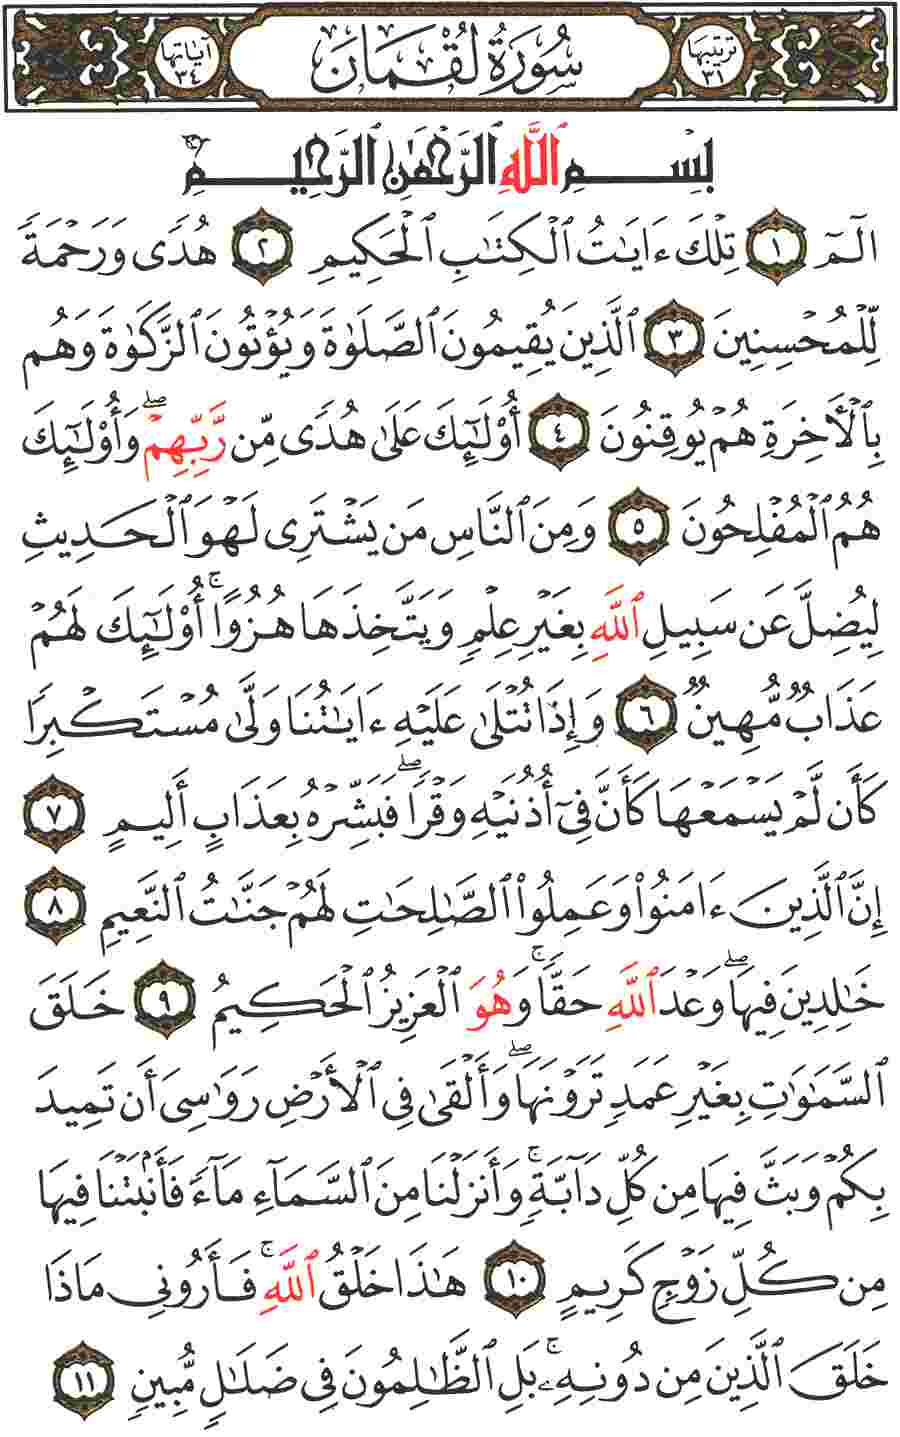 ترتيبها ٣١ سُورَةُ لُقْمَانَ آيَاتها ٣٤
بِسْمِ ٱللَّهِ ٱلرَّحْمَٰنِ ٱلرَّحِيمِ
الٓمٓ ١ تِلْكَ ءَايَٰتُ ٱلْكِتَٰبِ ٱلْحَكِيمِ ٢ هُدًى وَرَحْمَةً
لِّلْمُحْسِنِينَ ٣ ٱلَّذِينَ يُقِيمُونَ ٱلصَّلَوٰةَ وَيُؤْتُونَ ٱلزَّكَوٰةَ وَهُم
بِٱلْأَخِرَةِ هُمْ يُوقِنُونَ ٤ أُوْلَٰٓئِكَ عَلَىٰ هُدًى مِّن رَّبِّهِمْۖ وَأُوْلَٰٓئِكَ
هُمُ ٱلْمُفْلِحُونَ ٥ وَمِنَ ٱلنَّاسِ مَن يَشْتَرِى لَهْوَ ٱلْحَدِيثِ
لِيُضِلَّ عَن سَبِيلِ ٱللَّهِ بِغَيْرِ عِلْمٍ وَيَتَّخِذَهَا هُزُوًاۚ أُوْلَٰٓئِكَ لَهُمْ
عَذَابٌ مُّهِينٌ ٦ وَإِذَا تُتْلَىٰ عَلَيْهِ ءَايَٰتُنَا وَلَّىٰ مُسْتَكْبِرًا
كَأَن لَّمْ يَسْمَعْهَا كَأَنَّ فِىٓ أُذُنَيْهِ وَقْرًاۖ فَبَشِّرْهُ بِعَذَابٍ أَلِيمٍ ٧
إِنَّ ٱلَّذِينَ ءَامَنُواْ وَعَمِلُواْ ٱلصَّٰلِحَٰتِ لَهُمْ جَنَّٰتُ ٱلنَّعِيمِ ٨
خَٰلِدِينَ فِيهَاۖ وَعْدَ ٱللَّهِ حَقًّاۚ وَهُوَ ٱلْعَزِيزُ ٱلْحَكِيمُ ٩ خَلَقَ
ٱلسَّمَٰوَٰتِ بِغَيْرِ عَمَدٍ تَرَوْنَهَاۖ وَأَلْقَىٰ فِى ٱلْأَرْضِ رَوَٰسِىَ أَن تَمِيدَ
بِكُمْ وَبَثَّ فِيهَا مِن كُلِّ دَآبَّةٍۚ وَأَنزَلْنَا مِنَ ٱلسَّمَآءِ مَآءً فَأَنۢبَتْنَا فِيهَا
مِن كُلِّ زَوْجٍ كَرِيمٍ ١٠ هَٰذَا خَلْقُ ٱللَّهِۚ فَأَرُونِى مَاذَا
خَلَقَ ٱلَّذِينَ مِن دُونِهِۦۚ بَلِ ٱلظَّٰلِمُونَ فِى ضَلَٰلٍ مُّبِينٍ ١١